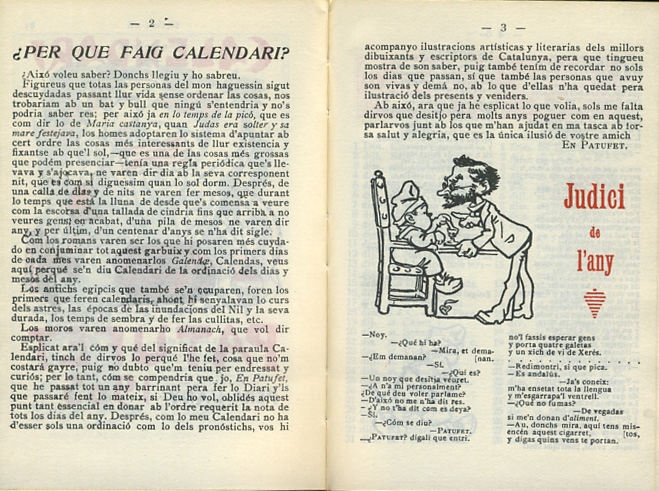 — 2 —
¿PER QUE FAIG CALENDARI?
¿Aixó voleu saber? Donchs llegiu y ho sabreu.
Figureus que totas las personas del mon haguessin sigut
descuydadas passant llur vida sense ordenar las cosas, nos
trobariam ab un bat y bull que ningú s'entendria y no's
podria saber res; per aixó ja en lo temps de la picó, que es
com dir lo de Maria castanya, quan Judas era solter y sa
mare festejava, los homes adoptaren lo sistema d'apuntar ab
cert ordre las cosas més interessants de llur existencia y
fixantse ab que'l sol,—que es una de las cosas més grossas
que podém presenciar—tenía una regla periódica que's lle-
vava y s'ajocava, ne varen dir dia ab la seva corresponent
nit, que es com si diguessim quan lo sol dorm. Després, de
una colla de días y de nits ne varen fer mesos, que durant
lo temps que está la lluna de desde que's comensa a veure
com la escorsa d'una tallada de cindria fins que arriba a no
veures gens; o acabat, d'una pila de mesos ne varen dir
any, y per últim, d'un centenar d'anys se n'ha dit sigle.
Com los romans varen ser los que hi posaren més cuyda-
do en conjuminar tot aquest garbuix y com los primers días
de cada mes varen anomenarlos Galendæ, Calendas, veus
aquí perqué se'n diu Calendari de la ordinació dels días y
mesos del any.
Los antichs egipcis que també se'n ocuparen, foren los
primers que feren calendaris, ahont hi senyalavan lo curs
dels astres, las épocas de las inundacions del Nil y la seva
durada, los temps de sembra y de fer las cullitas, etc.
Los moros varen anomenarho Almanach, que vol dir
comptar.
Esplicat ara'l cóm y qué del significat de la paraula Ca-
lendari, tinch de dirvos lo perqué l'he fet, cosa que no'm
costará gayre, puig no dubto que'm teniu per endressat y
curiós; per lo tant, cóm se compendria que, jo, En Patufet,
que he passat tot un any barrinant pera fer lo Diari y'ls
que passaré fent lo mateix, si Deu ho vol, oblidés aquest
punt tant essencial en donar ab l'ordre requerit la nota de
tots los días del any. Després, com lo meu Calendari no ha
d'esser sols una ordinació com lo dels pronóstichs, vos hi
— 3 —
acompanyo ilustracions artísticas y literarias dels millors
dibuixants y escriptors de Catalunya, pera que tingueu
mostra de son saber, puig també tením de recordar no sols
los días que passan, sí que també las personas que avuy
son vivas y demá no, ab lo que d'ellas n'ha quedat pera
ilustració dels presents y venders.
Ab aixó, ara que ja he esplicat lo que volía, sols me falta
dirvos que desitjo pera molts anys poguer com en aquest,
parlarvos junt ab los que m'han ajudat en ma tasca ab for-
sa salut y alegria, que es la única ilusió de vostre amich
EN PATUFET.
Judici
de
l'any
—Noy.
—¿Qué hi ha?
—Mira, et dema-
—¿Em demanan? [nan.
—Sí.
—¿Qui es?
—Un noy que desitja veuret.
—¿A n'a mi personalment?
¿De qué deu voler parlarme?
—D'aixó no me n'ha dit res.
—¿Y no t'ha dit com es deya?
—Sí.
—¿Cóm se diu?
—PATUFET.
—¿PATUFET? digali que entri.
no'l fassis esperar gens
y porta quatre galetas
y un xich de vi de Xerés.
. . . . . . . . . . . . . . .
—Redimontri, si que pica.
—Es andalús.
—Ja's coneix:
m'ha ensetat tota la llengua
y m'esgarrapa'l ventrell.
—¿Qué no fumas?
—De vegadas
si me'n donan d'aliment.
—Au, donchs mira, aquí tens mis-
encén aquest cigarret, [tos,
y digas quins vens te portan.